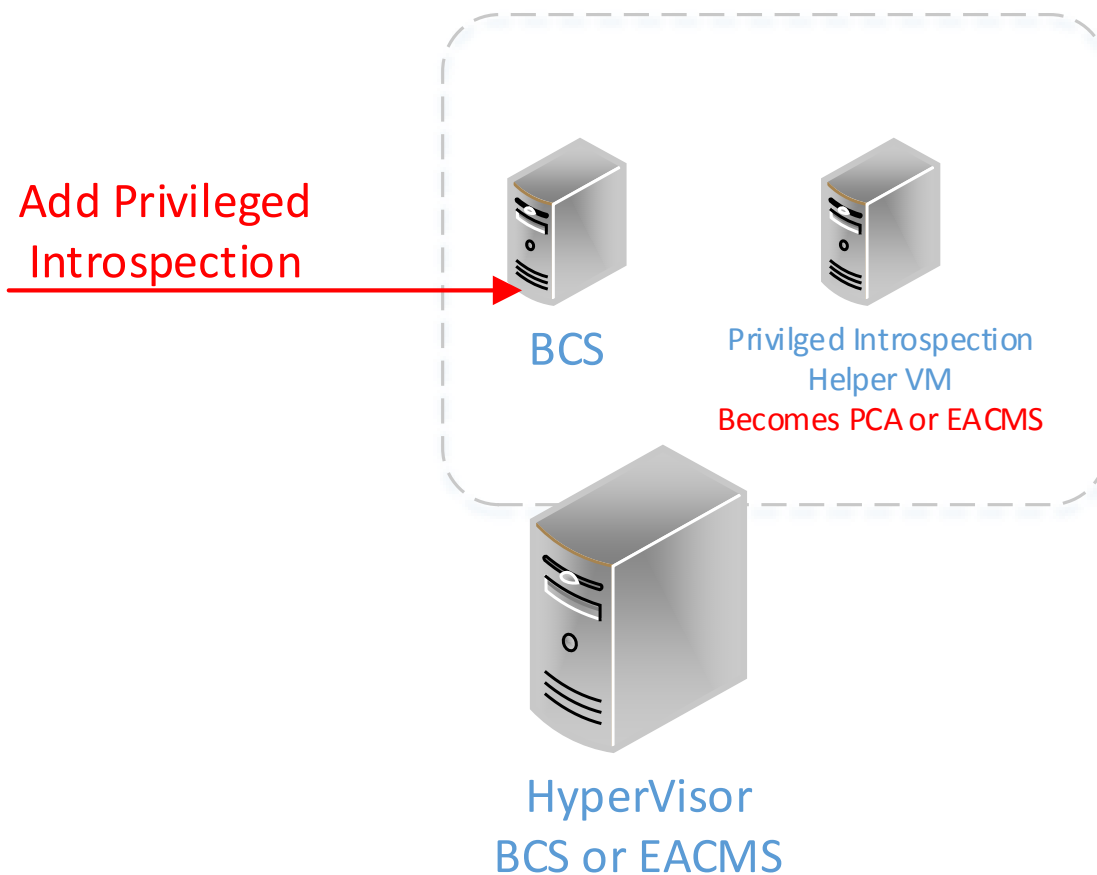 Add Privileged
Introspection
BCS
Privilged Introspection
Helper VM
Becomes PCA or EACMS
HyperVisor
BCS or EACMS